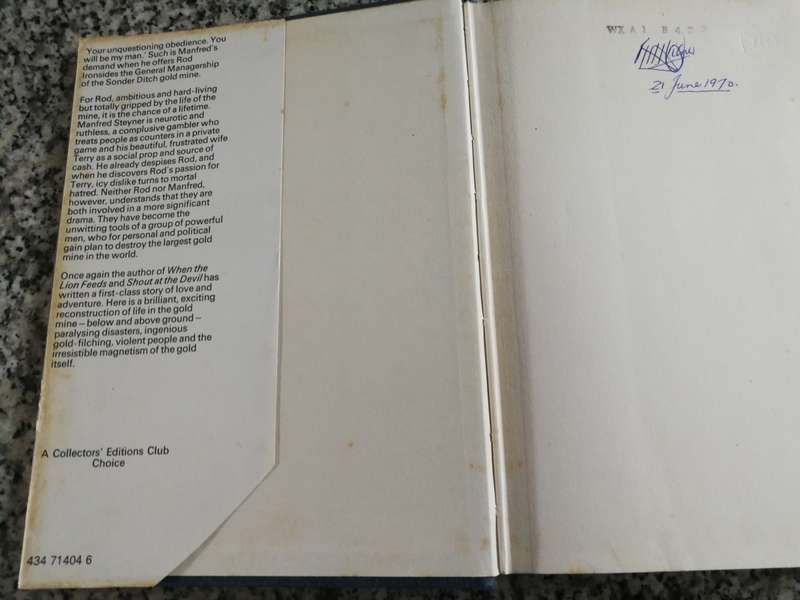 'Your unquestioning obedience. You
will be my man.' Such is Manfred's
demand when he offers Rod
Ironsides the General Managership
of the Sonder Ditch gold mine.
For Rod, ambitious and hard-living
but totally gripped by the life of the
mine, it is the chance of a lifetime.
Manfred Steyner is neurotic and
ruthless, a complusive gambler who
treats people as counters in a private
game and his beautiful, frustrated wife
Terry as a social prop and source of
cash. He already despises Rod, and
when he discovers Rod's passion for
Terry, icy dislike turns to mortal
hatred. Neither Rod nor Manfred,
however, understands that they are
both involved in a more significant
drama. They have become the
unwitting tools of a group of powerful
men, who for personal and political
gain plan to destroy the largest gold
mine in the world.
Once again the author of When the
Lion Feeds and Shout at the Devil has
written a first-class story of love and
adventure. Here is a brilliant, exciting
reconstruction of life in the gold
mine – below and above ground –
paralysing disasters, ingenious
gold-filching, violent people and the
irresistible magnetism of the gold
itself.
A Collectors' Editions Club
Choice
434 71404 6
WXA1
21 June 1970.